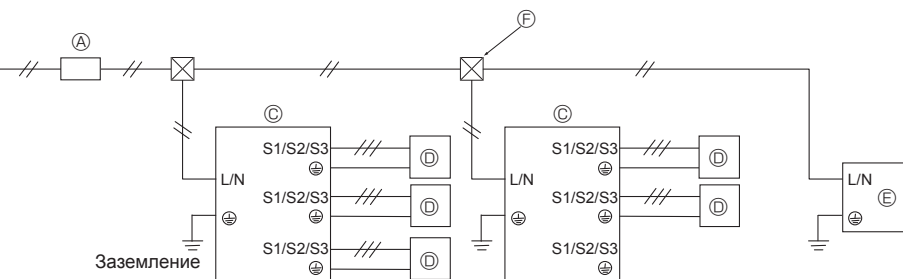 Ⓕ
Ⓐ
Ⓒ Ⓒ
S1/S2/S3 Ⓓ S1/S2/S3 Ⓓ
L/N L/N L/N
S1/S2/S3 Ⓓ S1/S2/S3 Ⓓ Ⓔ
Заземление
S1/S2/S3 Ⓓ S1/S2/S3